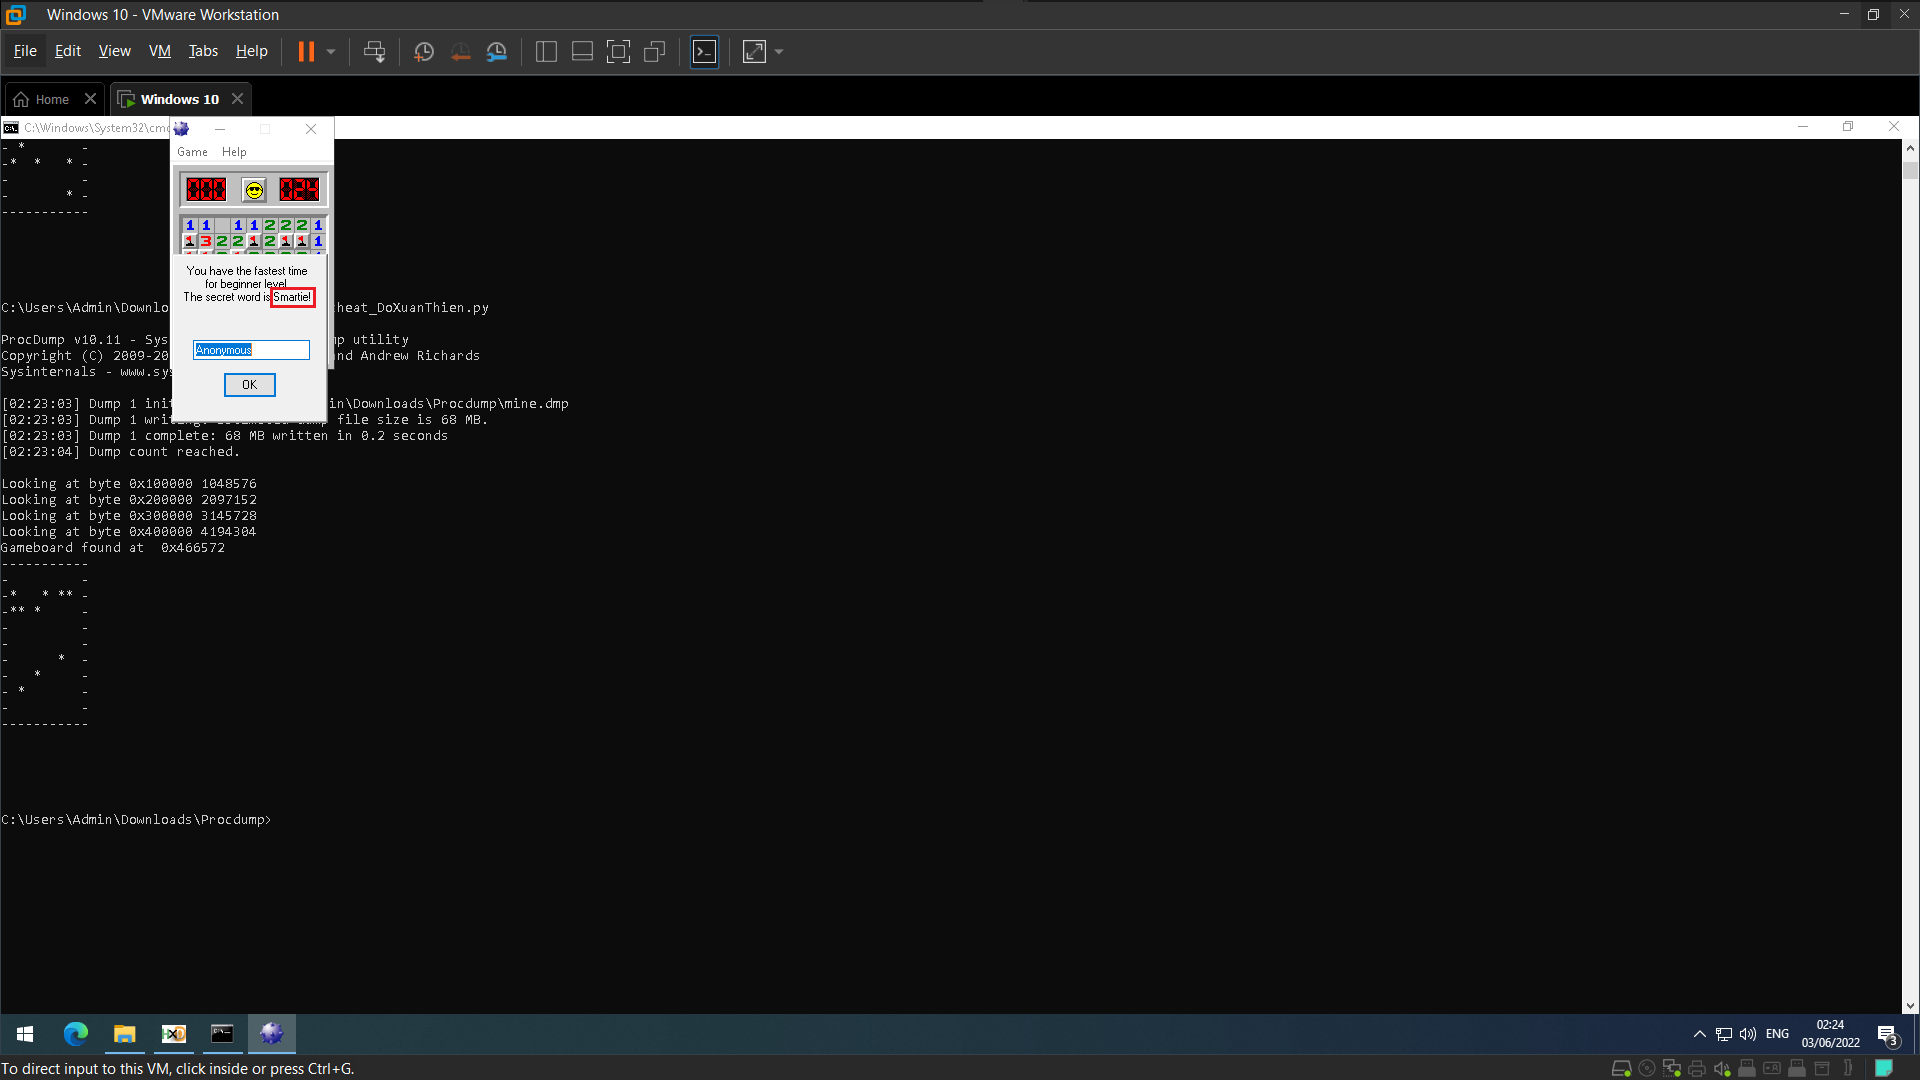 Windows 10 - VMware Workstation
File Edit View VM Tabs Help
Home Windows 10
C:\Windows\System32\cmd
- * -
-* * * -
- -
- * -
-----------
Game Help
000 024
1 1 1 1 2 2 2 1
1 3 2 2 1 2 1 1 1
You have the fastest time
for beginner level.
The secret word is Smartie!
Anonymous
OK
C:\Users\Admin\Downlo heat_DoXuanThien.py
ProcDump v10.11 - Sys p utility
Copyright (C) 2009-20 nd Andrew Richards
Sysinternals - www.sys
[02:23:03] Dump 1 init in\Downloads\Procdump\mine.dmp
[02:23:03] Dump 1 writing: Estimated dump file size is 68 MB.
[02:23:03] Dump 1 complete: 68 MB written in 0.2 seconds
[02:23:04] Dump count reached.
Looking at byte 0x100000 1048576
Looking at byte 0x200000 2097152
Looking at byte 0x300000 3145728
Looking at byte 0x400000 4194304
Gameboard found at  0x466572
-----------
- -
-* * ** -
-** * -
- -
- -
- * -
- * -
- * -
- -
-----------
C:\Users\Admin\Downloads\Procdump>
ENG
02:24
03/06/2022
3
To direct input to this VM, click inside or press Ctrl+G.